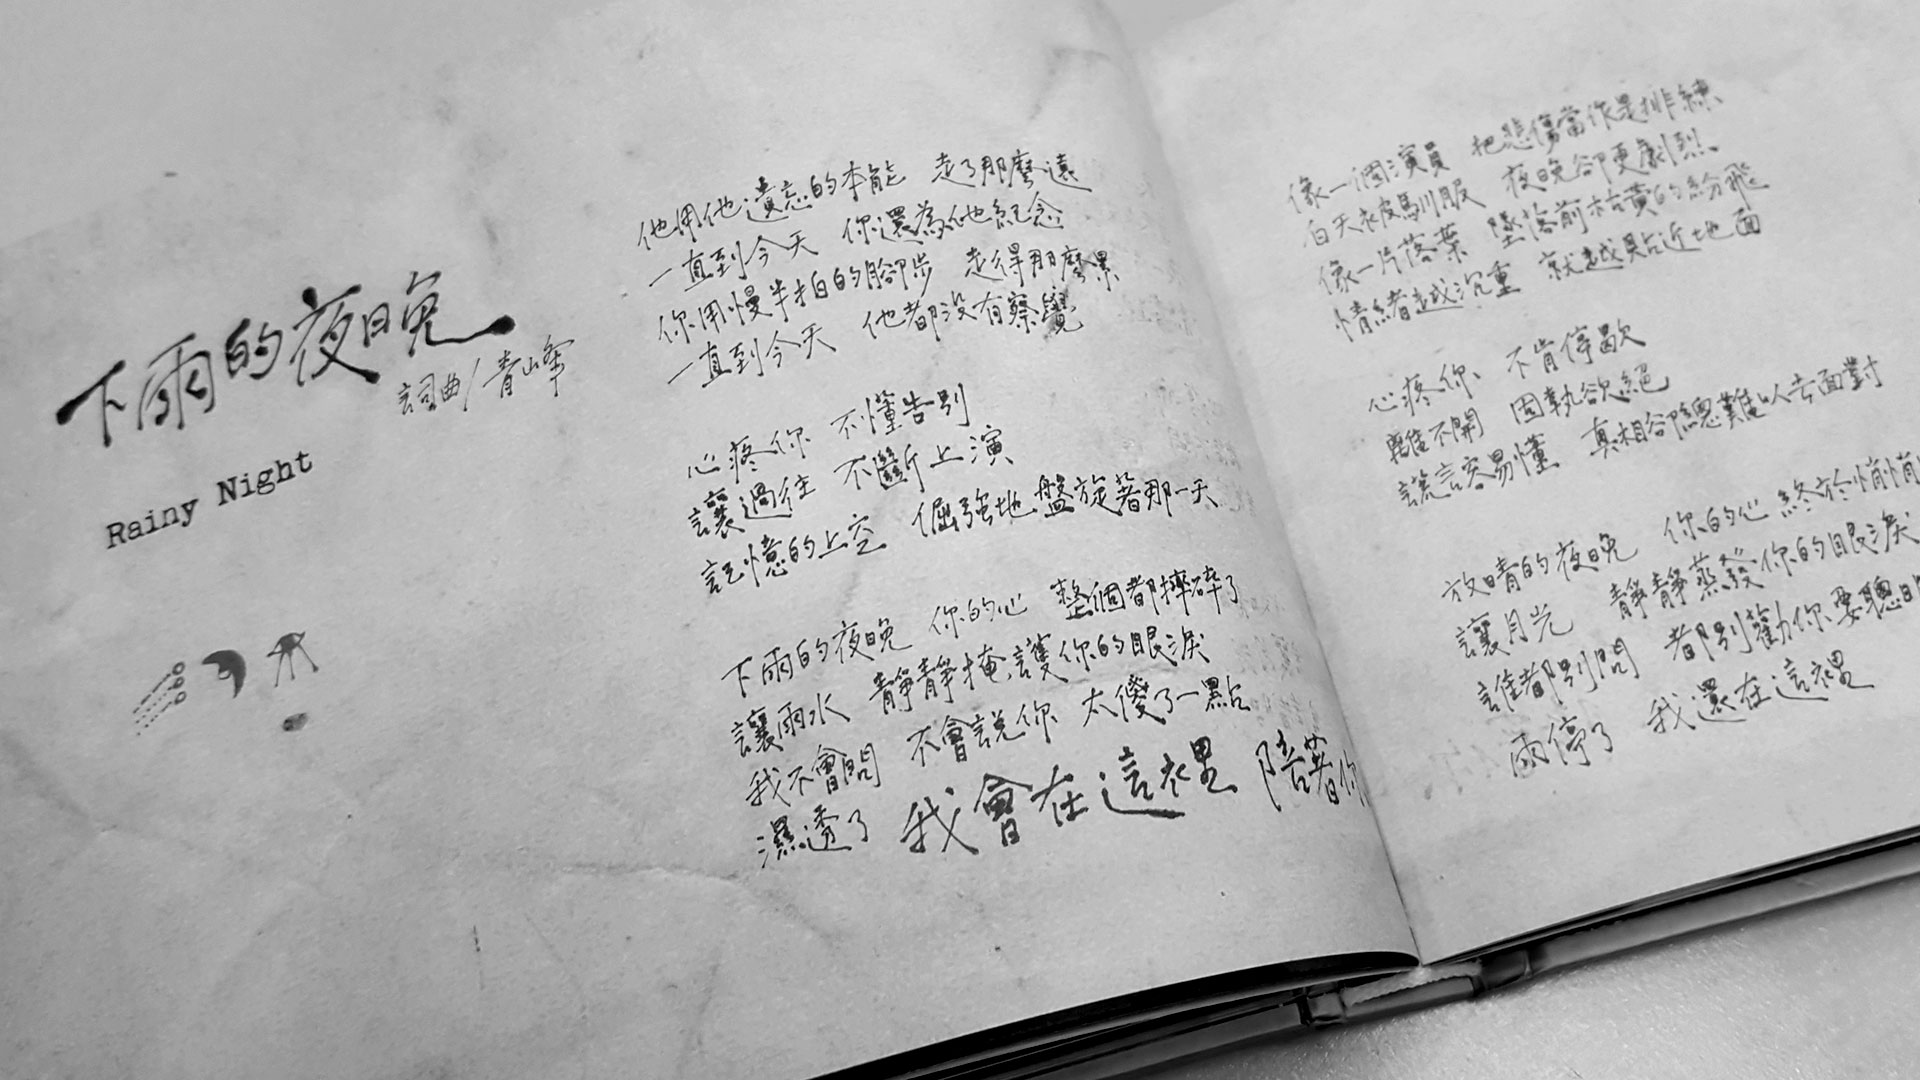 下雨的夜晚
詞曲/青峰
Rainy Night
他用他遺忘的本能 走了那麼遠
一直到今天 你還為他紀念
你用慢半拍的腳步 走得那麼累
一直到今天 他都沒有察覺
心疼你 不懂告別
讓過往 不斷上演
記憶的上空 倔強地盤旋著那一天
下雨的夜晚 你的心 整個都摔碎了
讓雨水 靜靜掩護你的眼淚
我不會問 不會說你 太傻了一點
濕透了 我會在這裡 陪著你
像一個演員 把悲傷當作是排練
白天被馴服 夜晚卻更劇烈
像一片落葉 墜落前枯黃的紛飛
情緒越沉重 就越貼近地面
心疼你 不肯停歇
離不開 固執欲絕
謊言容易懂 真相卻總難以去面對
放晴的夜晚 你的心 終於悄悄
讓月光 靜靜蒸發你的眼淚
誰都別問 都別勸你要聰
雨停了 我還在這裡